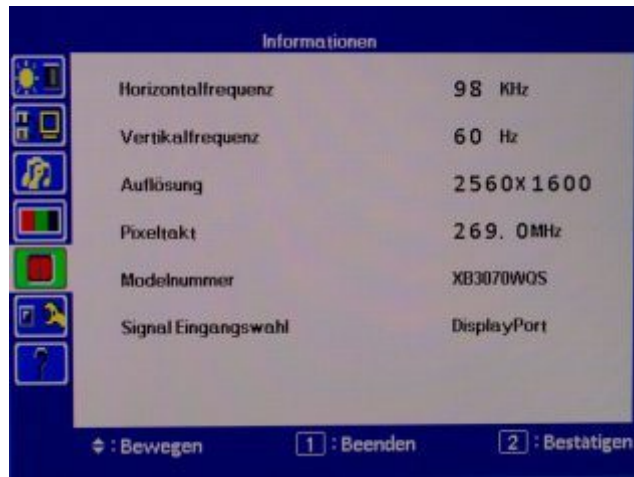 Informationen
Horizontalfrequenz 98 KHz
Vertikalfrequenz 60 Hz
Auflösung 2560X1600
Pixeltakt 269. 0MHz
Modelnummer XB3070WQS
Signal Eingangswahl DisplayPort
: Bewegen 1 : Beenden 2 : Bestätigen